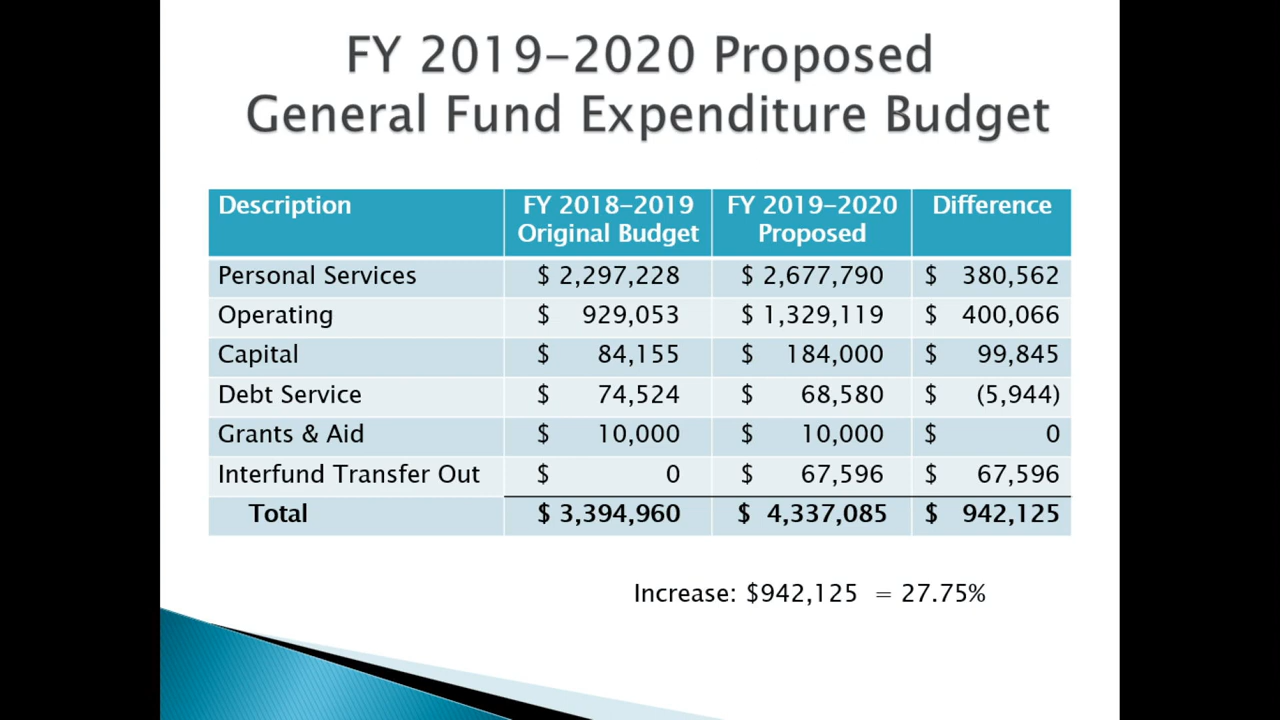 FY 2019-2020 Proposed
General Fund Expenditure Budget
Description FY 2018-2019 Original Budget FY 2019-2020 Proposed Difference
Personal Services $ 2,297,228 $ 2,677,790 $ 380,562
Operating $ 929,053 $ 1,329,119 $ 400,066
Capital $ 84,155 $ 184,000 $ 99,845
Debt Service $ 74,524 $ 68,580 $ (5,944)
Grants & Aid $ 10,000 $ 10,000 $ 0
Interfund Transfer Out $ 0 $ 67,596 $ 67,596
Total $ 3,394,960 $ 4,337,085 $ 942,125
Increase: $942,125 = 27.75%